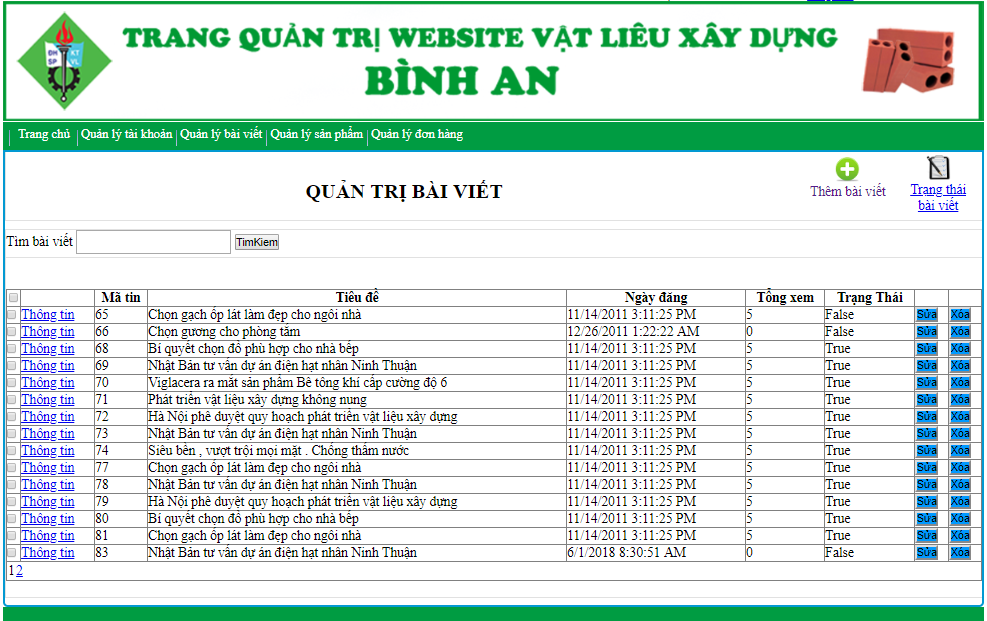 TRANG QUẢN TRỊ WEBSITE VẬT LIỆU XÂY DỰNG
BÌNH AN
ĐH KT
SP VL
Trang chủ Quản lý tài khoản Quản lý bài viết Quản lý sản phẩm Quản lý đơn hàng
QUẢN TRỊ BÀI VIẾT
Thêm bài viết
Trạng thái
bài viết
Tìm bài viết TimKiem
Mã tin Tiêu đề Ngày đăng Tổng xem Trạng Thái
Thông tin 65 Chọn gạch ốp lát làm đẹp cho ngôi nhà 11/14/2011 3:11:25 PM 5 False Sửa Xóa
Thông tin 66 Chọn gương cho phòng tắm 12/26/2011 1:22:22 AM 0 False Sửa Xóa
Thông tin 68 Bí quyết chọn đồ phù hợp cho nhà bếp 11/14/2011 3:11:25 PM 5 True Sửa Xóa
Thông tin 69 Nhật Bản tư vấn dự án điện hạt nhân Ninh Thuận 11/14/2011 3:11:25 PM 5 True Sửa Xóa
Thông tin 70 Viglacera ra mắt sản phẩm Bê tông khí cấp cường độ 6 11/14/2011 3:11:25 PM 5 True Sửa Xóa
Thông tin 71 Phát triển vật liệu xây dựng không nung 11/14/2011 3:11:25 PM 5 True Sửa Xóa
Thông tin 72 Hà Nội phê duyệt quy hoạch phát triển vật liệu xây dựng 11/14/2011 3:11:25 PM 5 True Sửa Xóa
Thông tin 73 Nhật Bản tư vấn dự án điện hạt nhân Ninh Thuận 11/14/2011 3:11:25 PM 5 True Sửa Xóa
Thông tin 74 Siêu bền , vượt trội mọi mặt . Chống thấm nước 11/14/2011 3:11:25 PM 5 True Sửa Xóa
Thông tin 77 Chọn gạch ốp lát làm đẹp cho ngôi nhà 11/14/2011 3:11:25 PM 5 True Sửa Xóa
Thông tin 78 Nhật Bản tư vấn dự án điện hạt nhân Ninh Thuận 11/14/2011 3:11:25 PM 5 True Sửa Xóa
Thông tin 79 Hà Nội phê duyệt quy hoạch phát triển vật liệu xây dựng 11/14/2011 3:11:25 PM 5 True Sửa Xóa
Thông tin 80 Bí quyết chọn đồ phù hợp cho nhà bếp 11/14/2011 3:11:25 PM 5 True Sửa Xóa
Thông tin 81 Chọn gạch ốp lát làm đẹp cho ngôi nhà 11/14/2011 3:11:25 PM 5 True Sửa Xóa
Thông tin 83 Nhật Bản tư vấn dự án điện hạt nhân Ninh Thuận 6/1/2018 8:30:51 AM 0 False Sửa Xóa
12